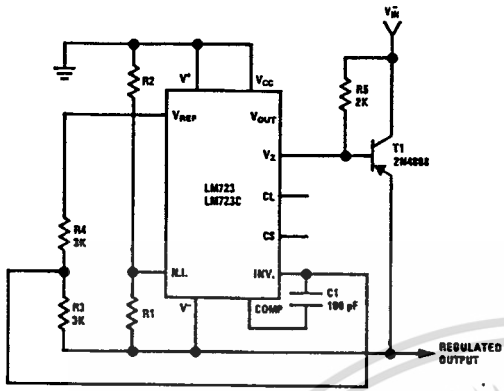 V⁻IN
R2
V⁺
VCC
R5
2K
VREF
VOUT
T1
2N4898
VZ
LM723
LM723C
CL
R4
3K
CS
N.I.
INV.
C1
100 pF
R3
3K
R1
V⁻
COMP
REGULATED
OUTPUT